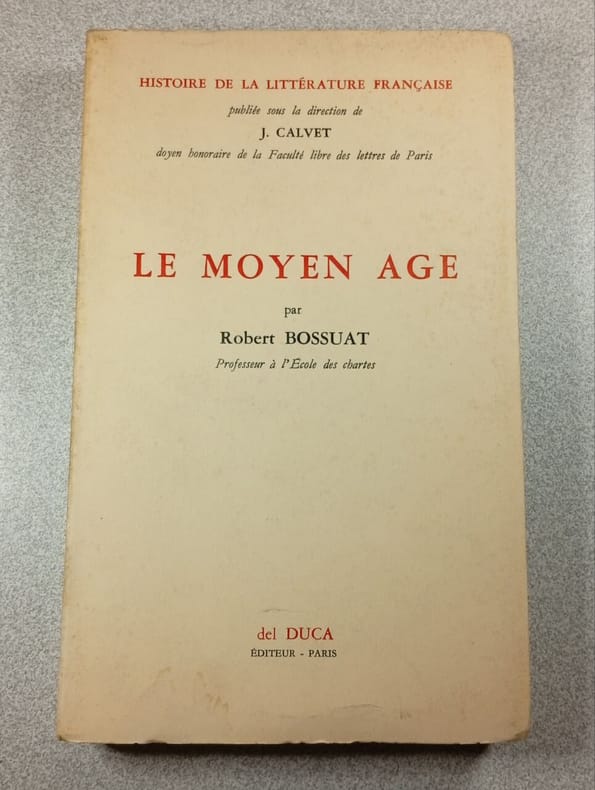 HISTOIRE DE LA LITTÉRATURE FRANÇAISE
publiée sous la direction de
J. CALVET
doyen honoraire de la Faculté libre des lettres de Paris
LE MOYEN AGE
par
Robert BOSSUAT
Professeur à l'École des chartes
del DUCA
ÉDITEUR - PARIS